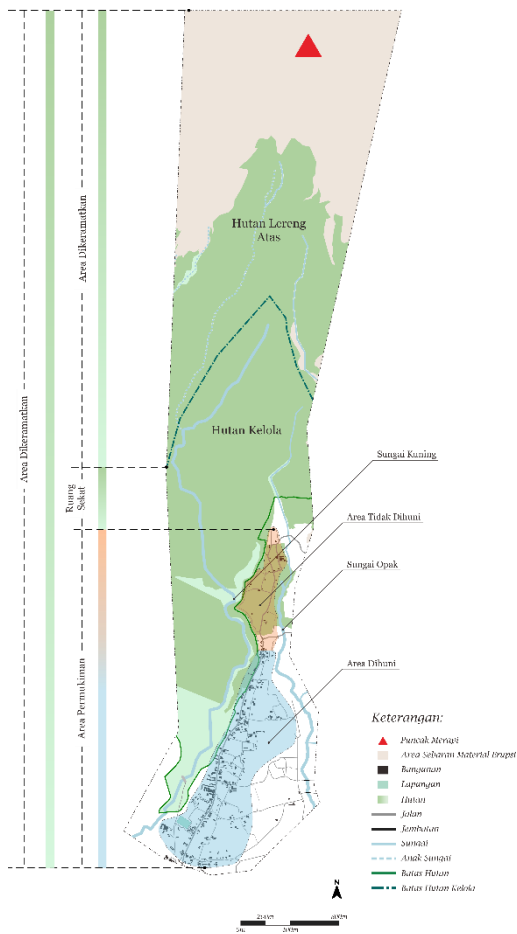 Area Dikeramatkan
Area Dikeramatkan
Ruang
Sekat
Area Permukiman
Hutan Lereng
Atas
Hutan Kelola
Sungai Kuning
Area Tidak Dihuni
Sungai Opak
Area Dihuni
Keterangan:
Puncak Merapi
Area Sebaran Material Erupsi
Bangunan
Lapangan
Hutan
Jalan
Jembatan
Sungai
Anak Sungai
Batas Hutan
Batas Hutan Kelola
N